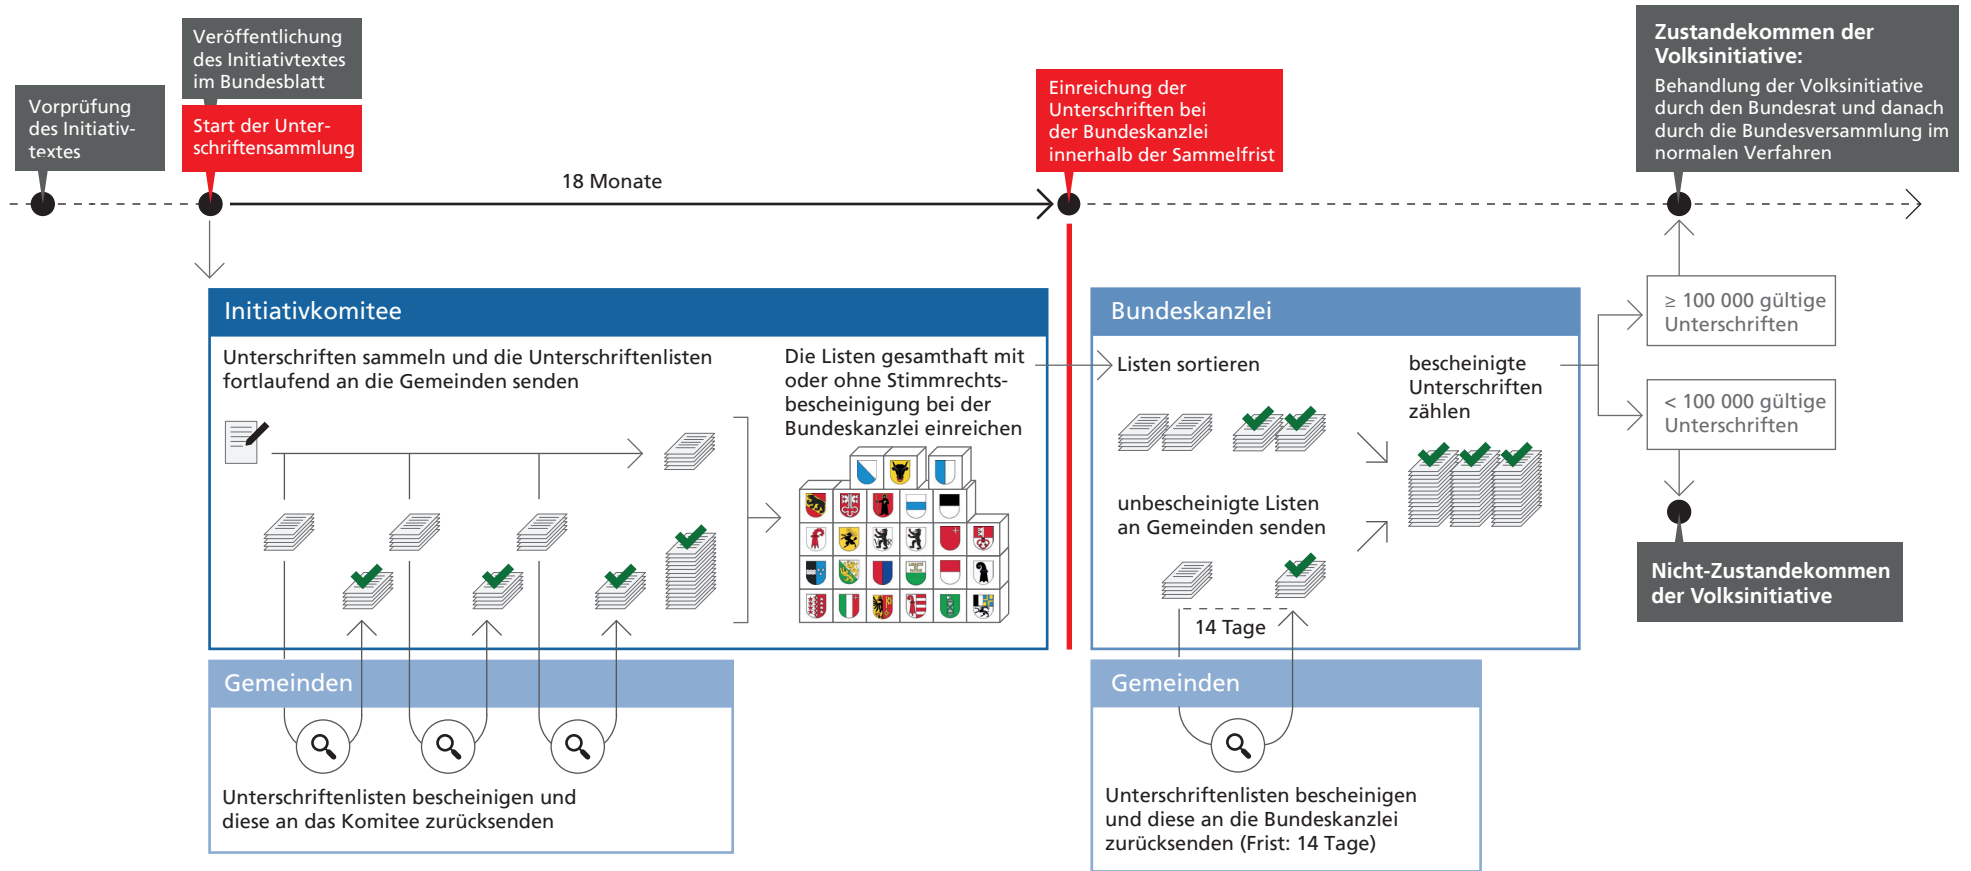 Vorprüfung
des Initiativ-
textes
Veröffentlichung
des Initiativtextes
im Bundesblatt
Start der Unter-
schriftensammlung
18 Monate
Einreichung der
Unterschriften bei
der Bundeskanzlei
innerhalb der Sammelfrist
Zustandekommen der
Volksinitiative:
Behandlung der Volksinitiative
durch den Bundesrat und danach
durch die Bundesversammlung im
normalen Verfahren
Initiativkomitee
Unterschriften sammeln und die Unterschriftenlisten
fortlaufend an die Gemeinden senden
Die Listen gesamthaft mit
oder ohne Stimmrechts-
bescheinigung bei der
Bundeskanzlei einreichen
Gemeinden
Unterschriftenlisten bescheinigen und
diese an das Komitee zurücksenden
Bundeskanzlei
Listen sortieren
unbescheinigte Listen
an Gemeinden senden
14 Tage
bescheinigte
Unterschriften
zählen
Gemeinden
Unterschriftenlisten bescheinigen
und diese an die Bundeskanzlei
zurücksenden (Frist: 14 Tage)
≥ 100 000 gültige
Unterschriften
< 100 000 gültige
Unterschriften
Nicht-Zustandekommen
der Volksinitiative